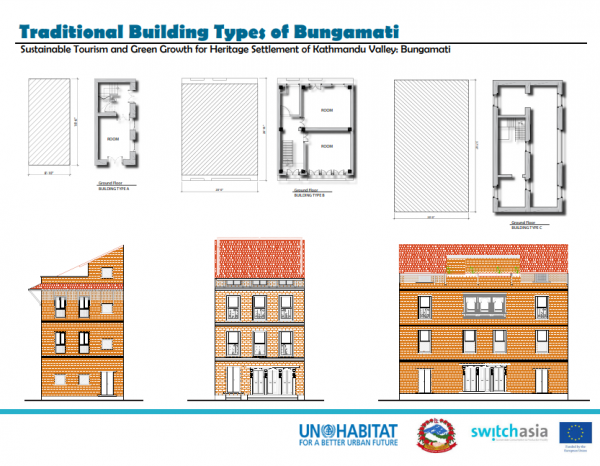 Traditional Building Types of Bungamati
Sustainable Tourism and Green Growth for Heritage Settlement of Kathmandu Valley: Bungamati
ROOM
Ground Floor
BUILDING TYPE A
ROOM
ROOM
Ground Floor
BUILDING TYPE B
Ground Floor
BUILDING TYPE C
UN HABITAT
FOR A BETTER URBAN FUTURE
switchasia
Funded by the
European Union